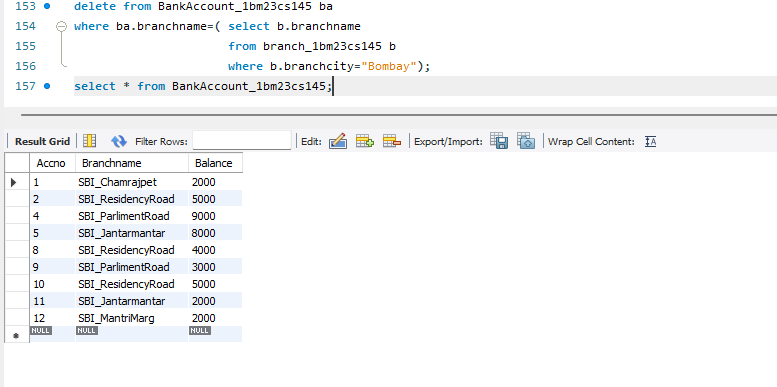 153 delete from BankAccount_1bm23cs145 ba
154 where ba.branchname=( select b.branchname
155 from branch_1bm23cs145 b
156 where b.branchcity="Bombay");
157 select * from BankAccount_1bm23cs145;
Result Grid Filter Rows: Edit: Export/Import: Wrap Cell Content: IA
Accno Branchname Balance
1 SBI_Chamrajpet 2000
2 SBI_ResidencyRoad 5000
4 SBI_ParlimentRoad 9000
5 SBI_Jantarmantar 8000
8 SBI_ResidencyRoad 4000
9 SBI_ParlimentRoad 3000
10 SBI_ResidencyRoad 5000
11 SBI_Jantarmantar 2000
12 SBI_MantriMarg 2000
NULL NULL NULL